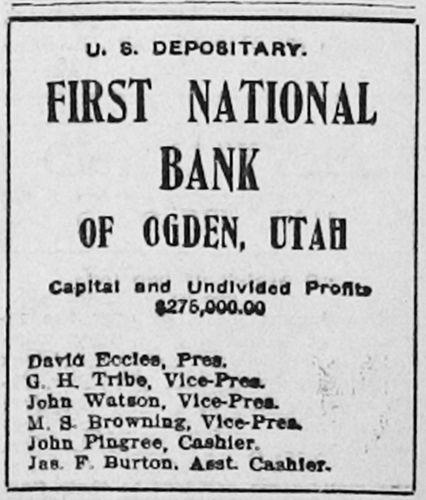 U. S. DEPOSITARY.
FIRST NATIONAL
BANK
OF OGDEN, UTAH
Capital and Undivided Profits
$275,000.00
David Eccles, Pres.
G. H. Tribe, Vice-Pres.
John Watson, Vice-Pres.
M. S. Browning, Vice-Pres.
John Pingree, Cashier.
Jas. F. Burton, Asst. Cashier.